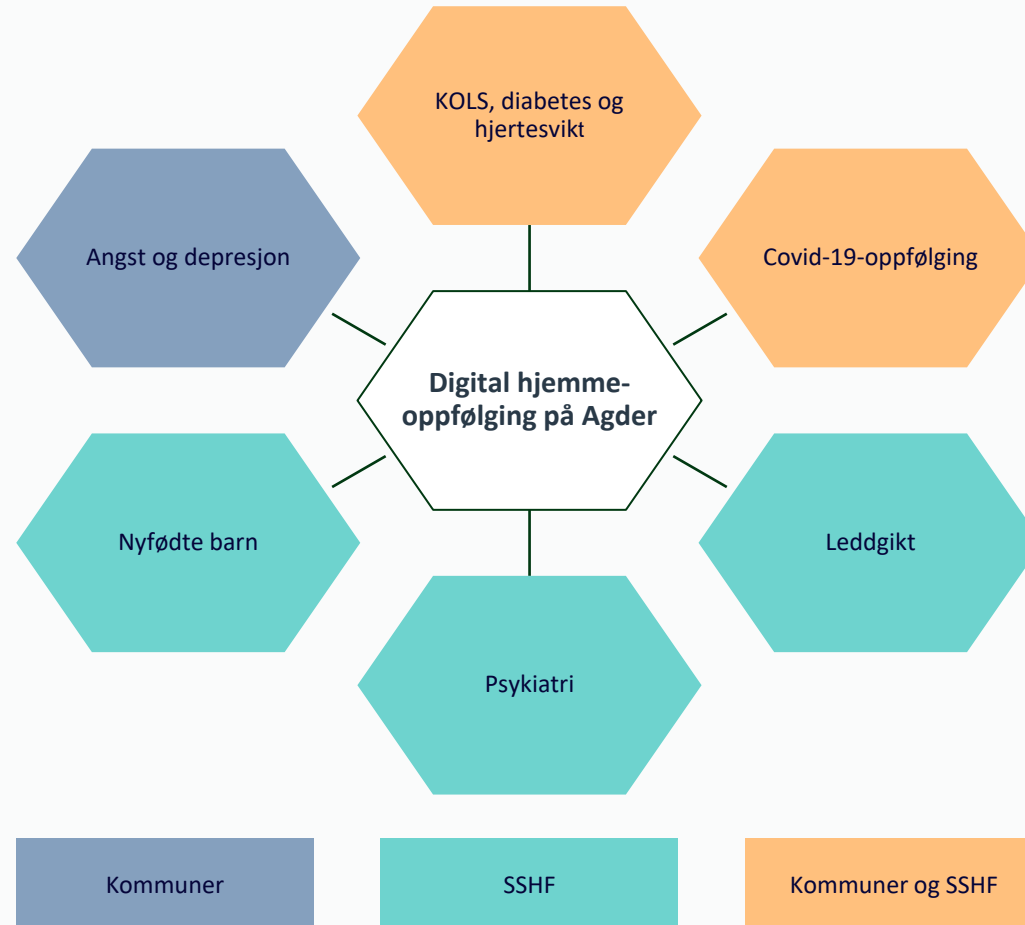 KOLS, diabetes og
hjertesvikt
Angst og depresjon
Covid-19-oppfølging
Digital hjemme-
oppfølging på Agder
Nyfødte barn
Leddgikt
Psykiatri
Kommuner
SSHF
Kommuner og SSHF